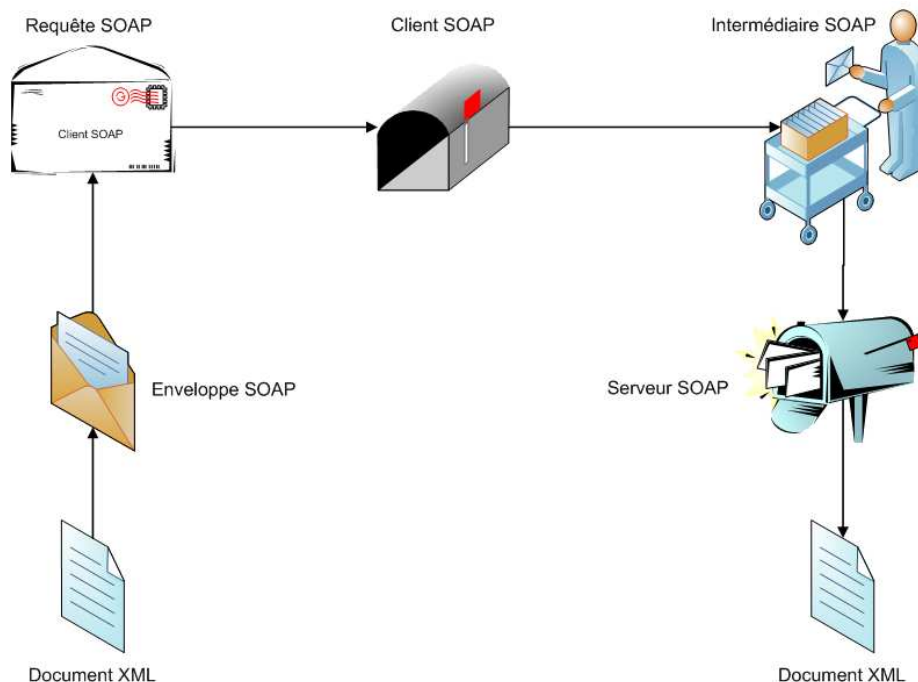 Requête SOAP
Client SOAP
Intermédiaire SOAP
Client SOAP
Enveloppe SOAP
Serveur SOAP
Document XML
Document XML